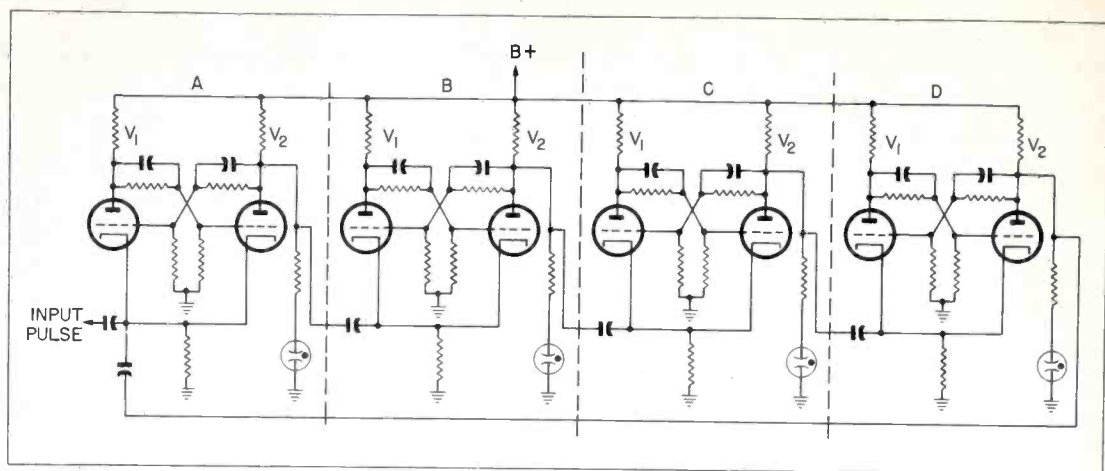 B+
A B C D
V1 V2 V1 V2 V1 V2 V1 V2
INPUT
PULSE